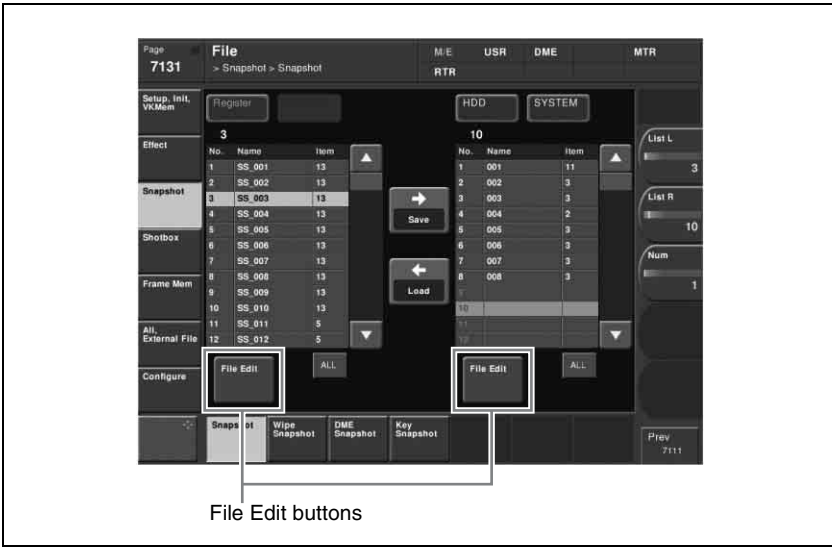 Page
7131
File
> Snapshot > Snapshot
M/E USR DME MTR
RTR
Setup, Init,
VKMem
Effect
Snapshot
Shotbox
Frame Mem
All,
External File
Configure
Register
3
No. Name Item
1 SS_001 13
2 SS_002 13
3 SS_003 13
4 SS_004 13
5 SS_005 13
6 SS_006 13
7 SS_007 13
8 SS_008 13
9 SS_009 13
10 SS_010 13
11 SS_011 5
12 SS_012 5
File Edit
ALL
Save
Load
HDD
SYSTEM
10
No. Name Item
1 001 11
2 002 3
3 003 3
4 004 2
5 005 3
6 006 3
7 007 3
8 008 3
9
10
11
12
File Edit
ALL
List L
3
List R
10
Num
1
Snapshot
Wipe
Snapshot
DME
Snapshot
Key
Snapshot
Prev
7111
File Edit buttons